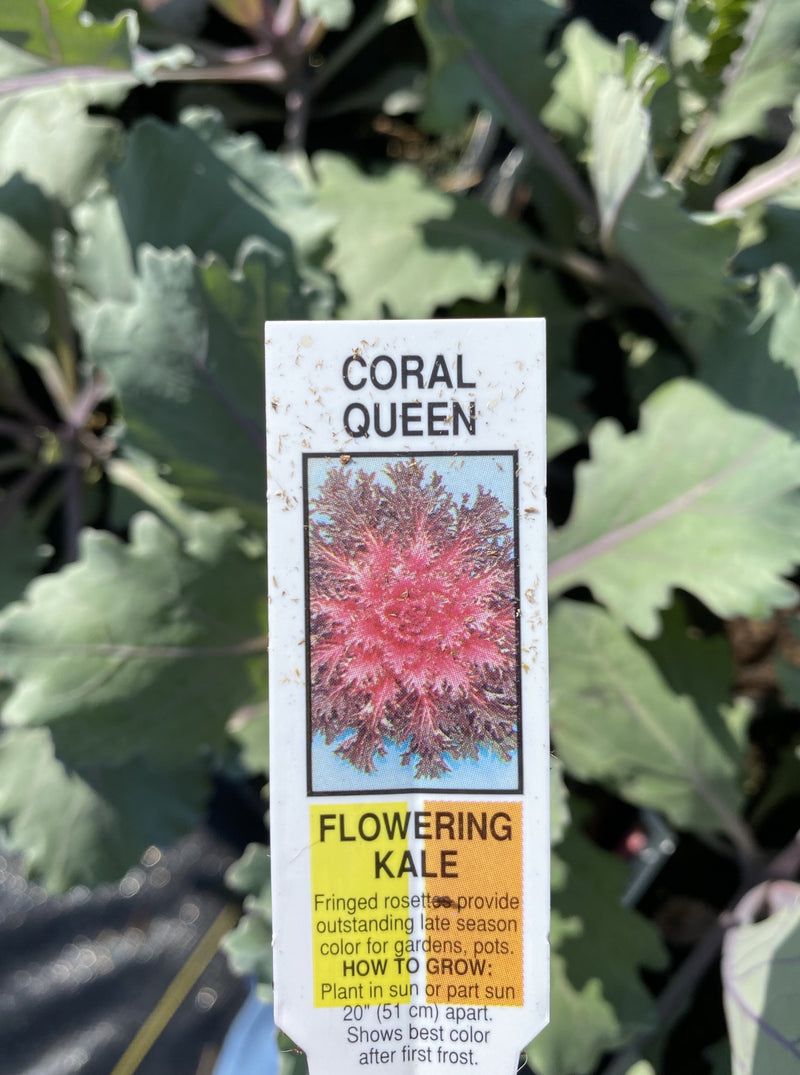 CORAL
QUEEN
FLOWERING
KALE
Fringed rosettes provide
outstanding late season
color for gardens, pots.
HOW TO GROW:
Plant in sun or part sun
20" (51 cm) apart.
Shows best color
after first frost.